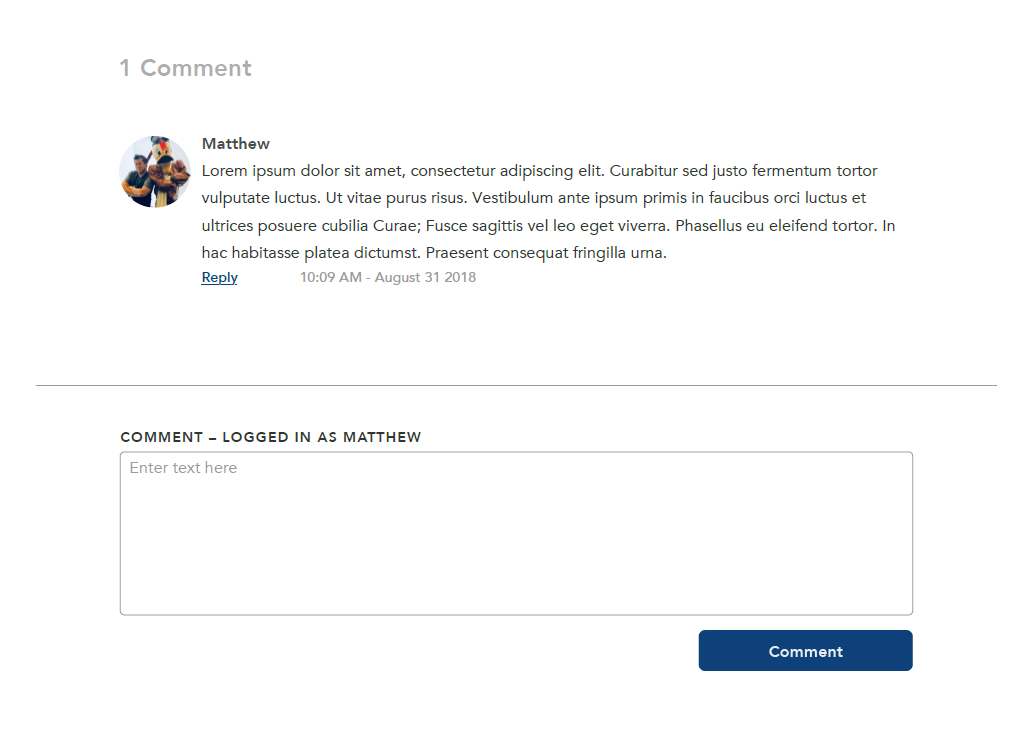 1 Comment
Matthew
Lorem ipsum dolor sit amet, consectetur adipiscing elit. Curabitur sed justo fermentum tortor
vulputate luctus. Ut vitae purus risus. Vestibulum ante ipsum primis in faucibus orci luctus et
ultrices posuere cubilia Curae; Fusce sagittis vel leo eget viverra. Phasellus eu eleifend tortor. In
hac habitasse platea dictumst. Praesent consequat fringilla urna.
Reply 10:09 AM - August 31 2018
COMMENT – LOGGED IN AS MATTHEW
Enter text here
Comment